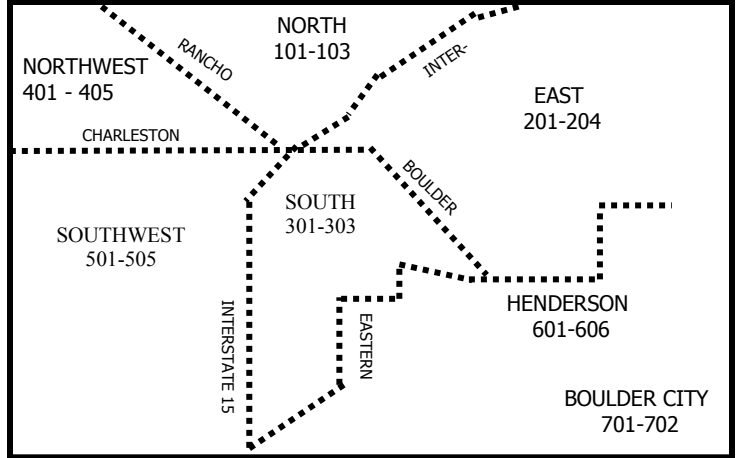 NORTH
101-103
RANCHO
INTER-
NORTHWEST
401 - 405
EAST
201-204
CHARLESTON
BOULDER
SOUTH
301-303
SOUTHWEST
501-505
INTERSTATE 15
EASTERN
HENDERSON
601-606
BOULDER CITY
701-702